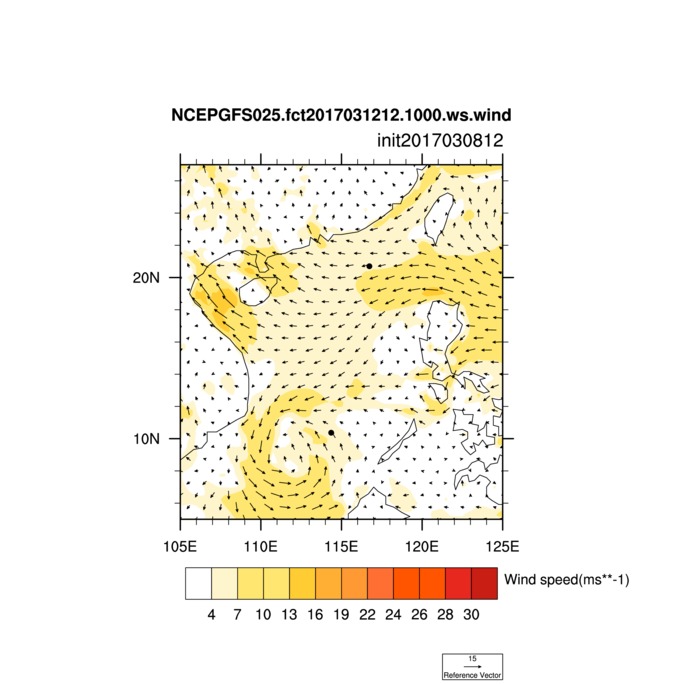 NCEPGFS025.fct2017031212.1000.ws.wind
init2017030812
20N
10N
105E 110E 115E 120E 125E
Wind speed(ms**-1)
4 7 10 13 16 19 22 24 26 28 30
15
Reference Vector